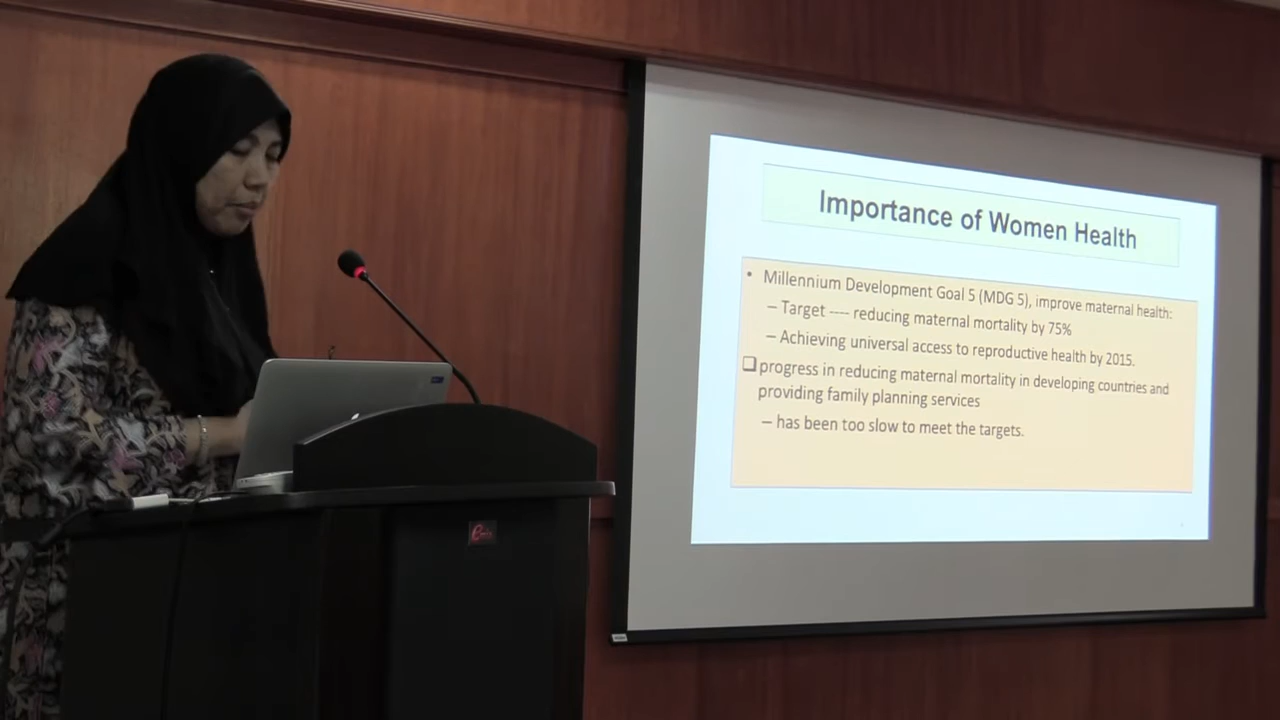 Importance of Women Health
• Millennium Development Goal 5 (MDG 5), improve maternal health:
– Target ---- reducing maternal mortality by 75%
– Achieving universal access to reproductive health by 2015.
❑ progress in reducing maternal mortality in developing countries and
providing family planning services
– has been too slow to meet the targets.